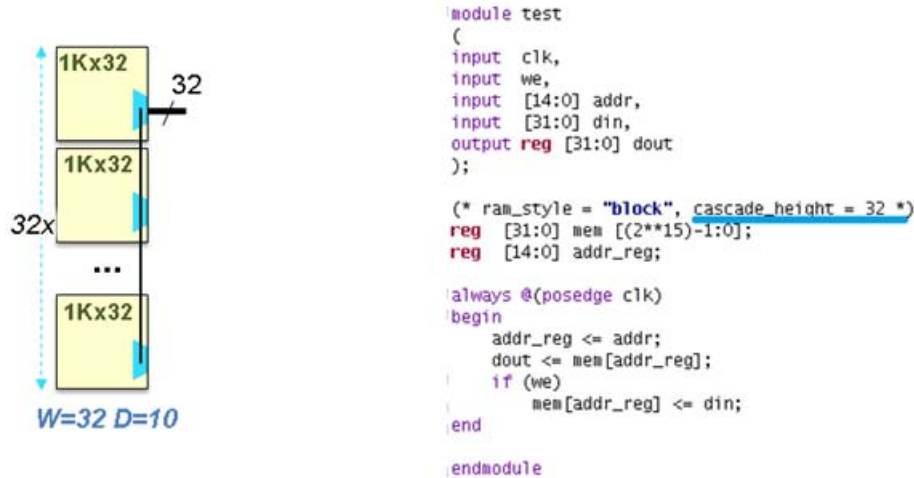 1Kx32
32
1Kx32
32x
...
1Kx32
W=32 D=10
module test
(
input clk,
input we,
input [14:0] addr,
input [31:0] din,
output reg [31:0] dout
);
(* ram_style = "block", cascade_height = 32 *)
reg [31:0] mem [(2**15)-1:0];
reg [14:0] addr_reg;
always @(posedge clk)
begin
addr_reg <= addr;
dout <= mem[addr_reg];
if (we)
mem[addr_reg] <= din;
end
endmodule